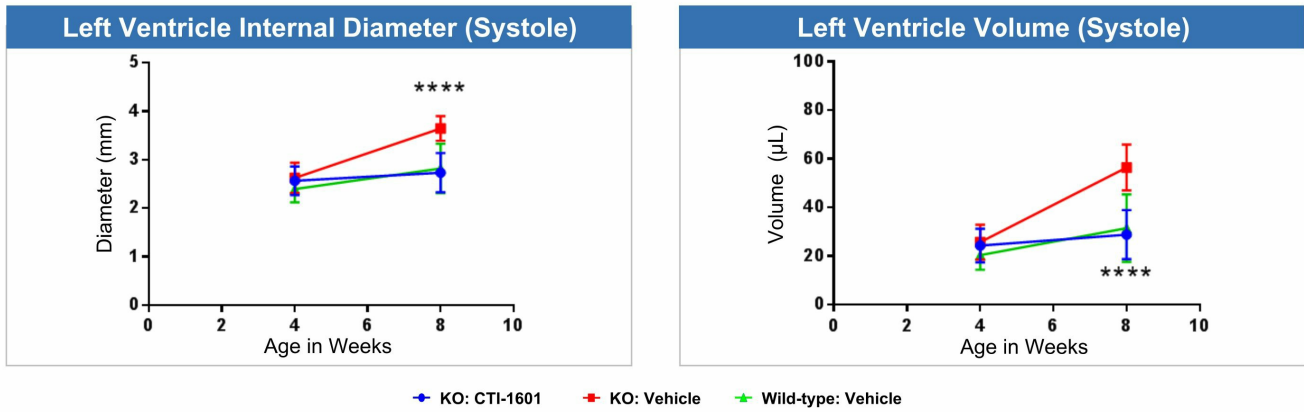 Left Ventricle Internal Diameter (Systole)
5
4
3
2
1
0
Diameter (mm)
****
0 2 4 6 8 10
Age in Weeks
Left Ventricle Volume (Systole)
100
80
60
40
20
0
Volume (µL)
****
0 2 4 6 8 10
Age in Weeks
KO: CTI-1601 KO: Vehicle Wild-type: Vehicle